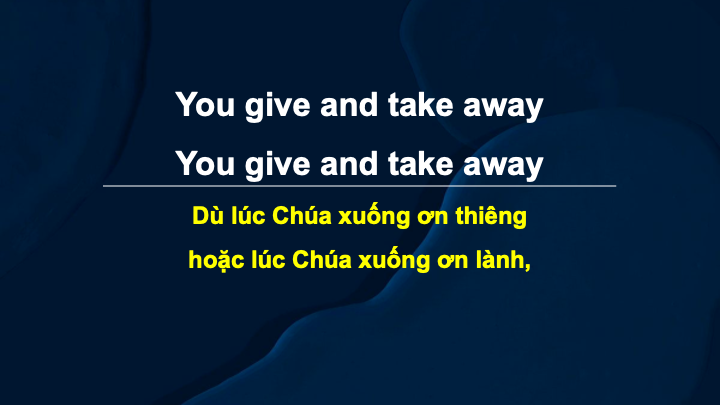 You give and take away
You give and take away
Dù lúc Chúa xuống ơn thiêng
hoặc lúc Chúa xuống ơn lành,